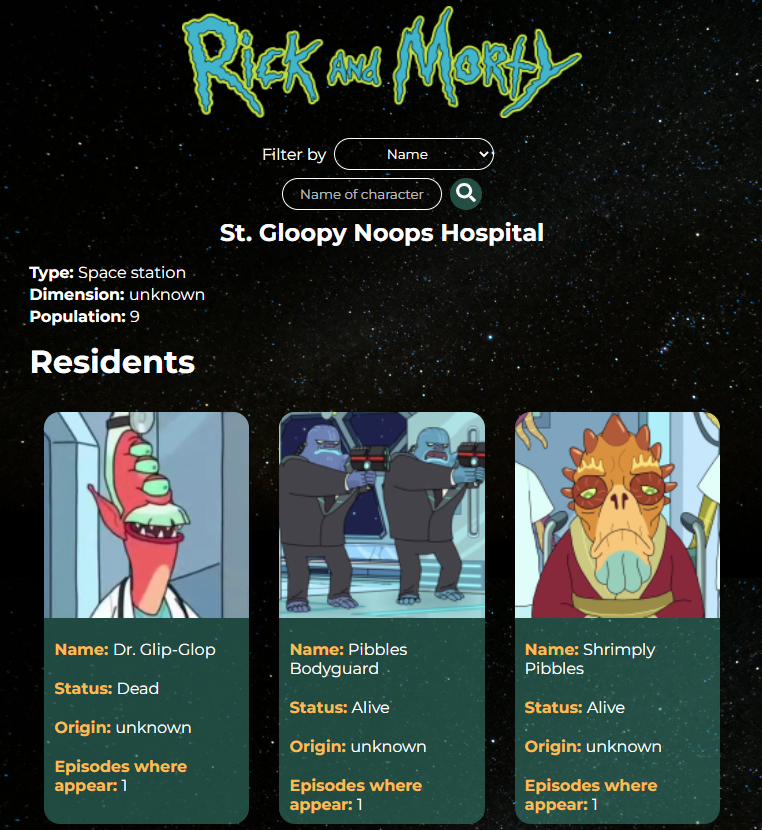 Rick and Morty
Filter by Name
Name of character
St. Gloopy Noops Hospital
Type: Space station
Dimension: unknown
Population: 9
Residents
Name: Dr. Glip-Glop
Status: Dead
Origin: unknown
Episodes where
appear: 1
Name: Pibbles
Bodyguard
Status: Alive
Origin: unknown
Episodes where
appear: 1
Name: Shrimply
Pibbles
Status: Alive
Origin: unknown
Episodes where
appear: 1